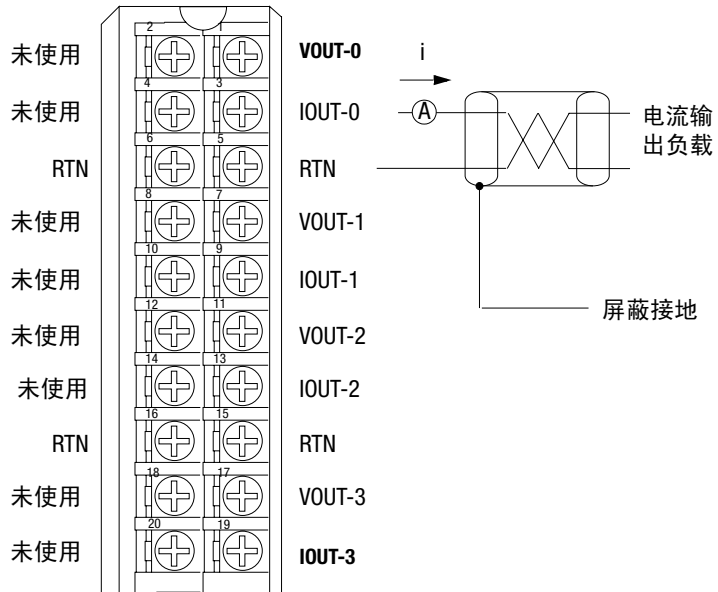 2 1
未使用 VOUT-0 i
4 3
未使用 IOUT-0 A 电流输
出负载
6 5
RTN RTN
8 7
未使用 VOUT-1
10 9
未使用 IOUT-1
屏蔽接地
12 11
未使用 VOUT-2
14 13
未使用 IOUT-2
16 15
RTN RTN
18 17
未使用 VOUT-3
20 19
未使用 IOUT-3